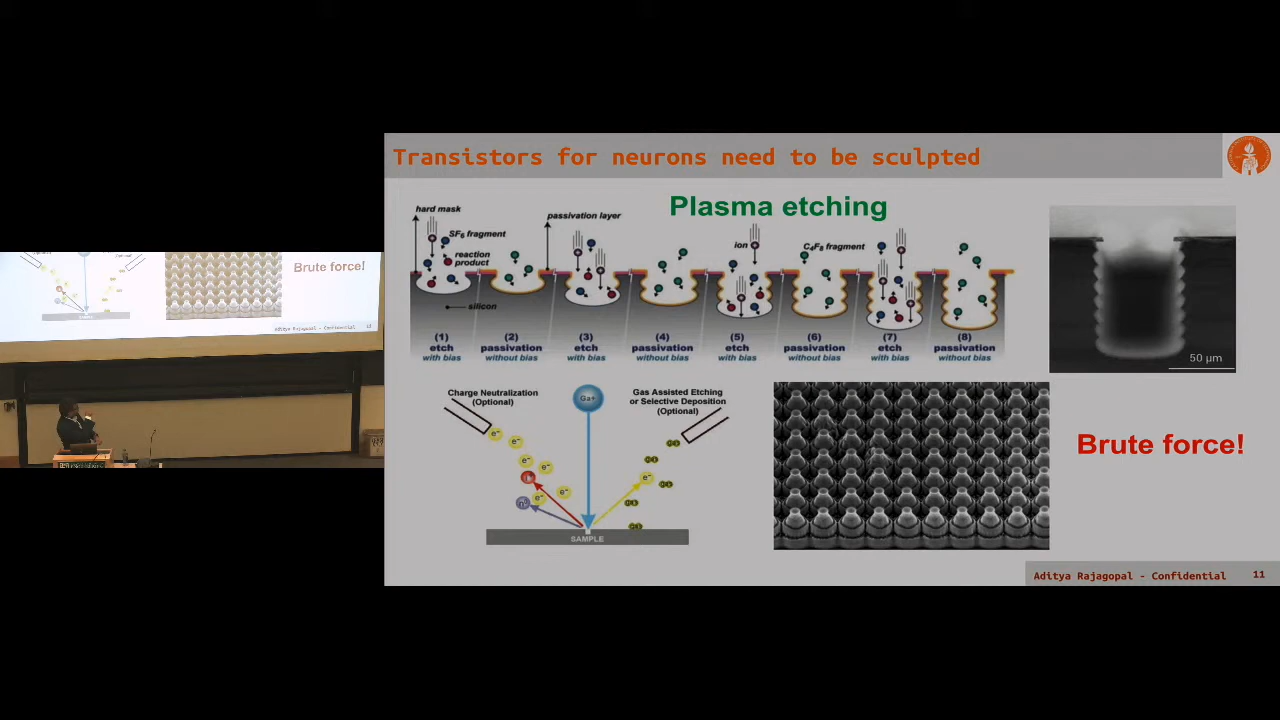 Transistors for neurons need to be sculpted
Plasma etching
hard mask
passivation layer
SF6 fragment
ion
C4F8 fragment
reaction
product
silicon
(1) (2) (3) (4) (5) (6) (7) (8)
etch passivation etch passivation etch passivation etch passivation
with bias without bias with bias without bias with bias without bias with bias without bias
50 µm
Charge Neutralization
(Optional)
Ga+
Gas Assisted Etching
or Selective Deposition
(Optional)
e-
e-
e-
e-
e-
e-
e-
SAMPLE
Brute force!
Aditya Rajagopal - Confidential 11
Brute force!
Aditya Rajagopal - Confidential